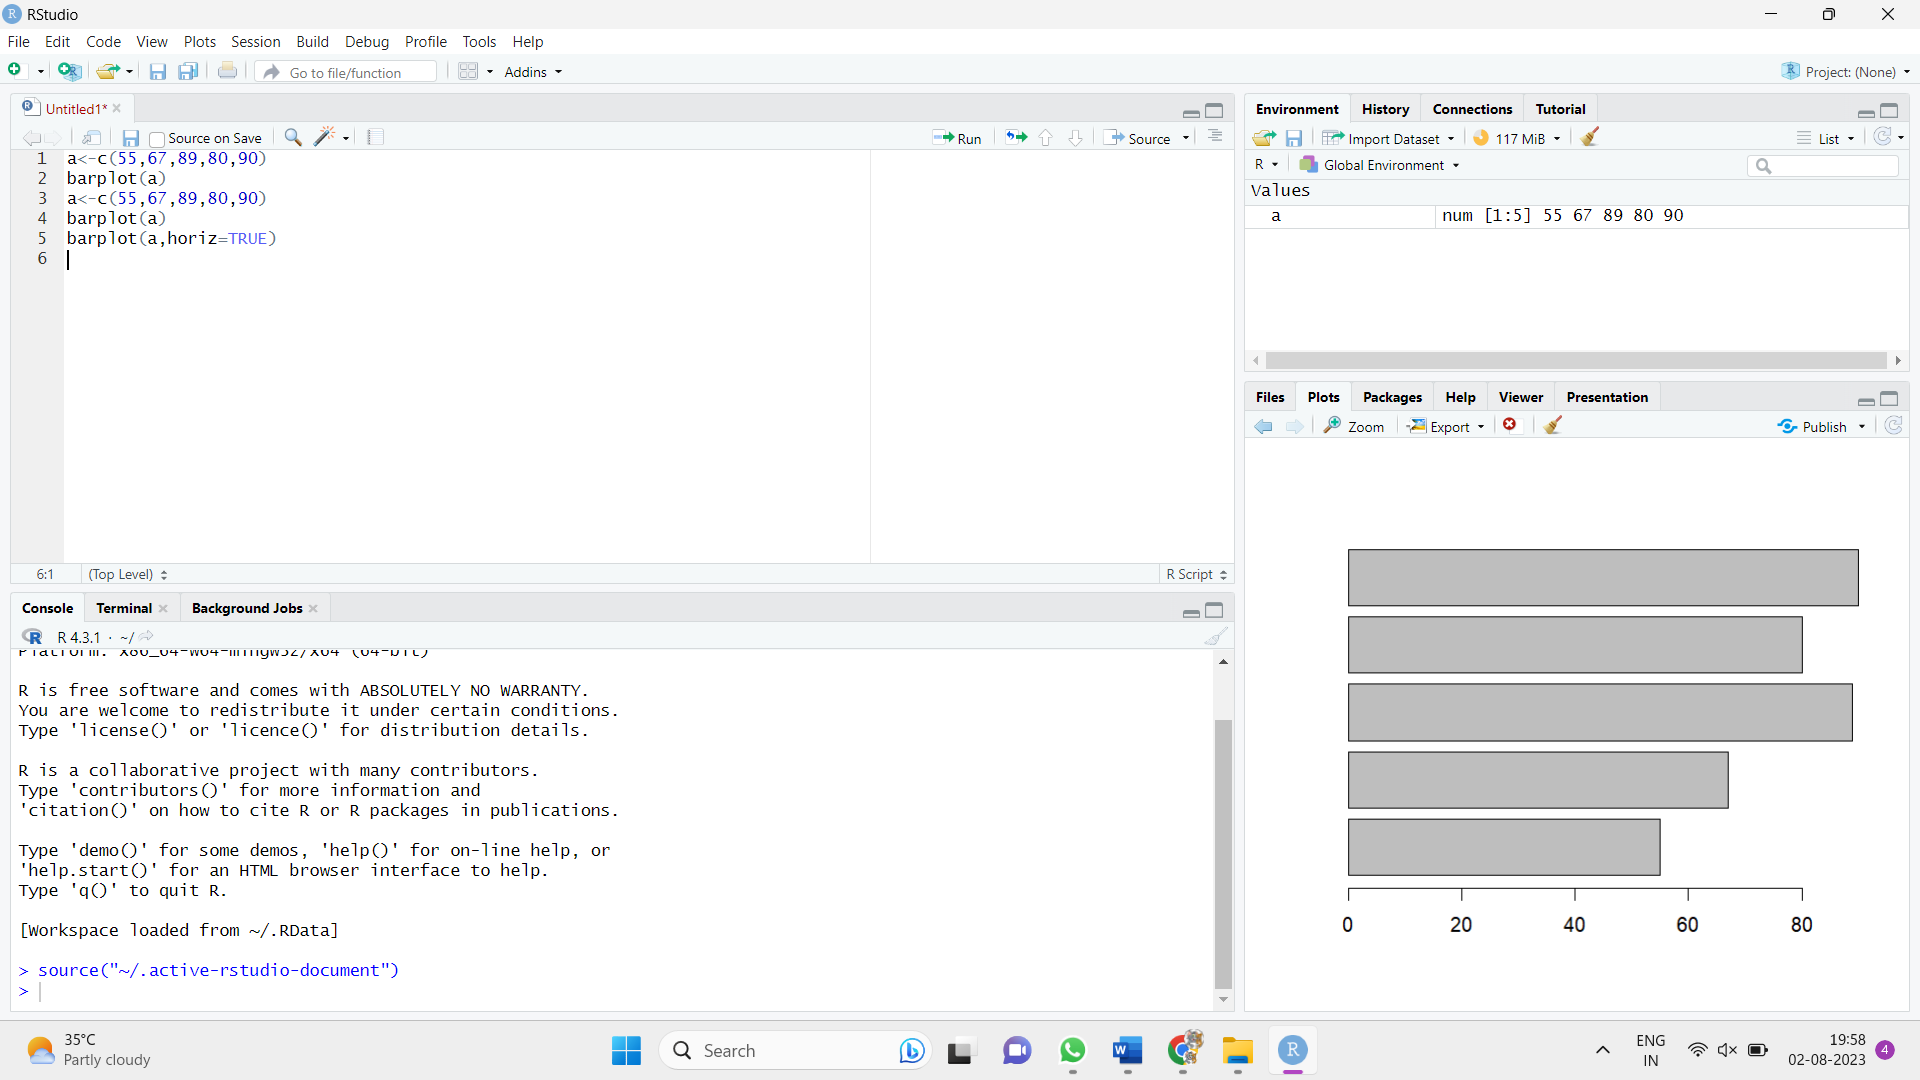 RStudio
File Edit Code View Plots Session Build Debug Profile Tools Help
Go to file/function Addins Project: (None)
Untitled1*
Source on Save Run Source
1 a<-c(55,67,89,80,90)
2 barplot(a)
3 a<-c(55,67,89,80,90)
4 barplot(a)
5 barplot(a,horiz=TRUE)
6
6:1 (Top Level) R Script
Console Terminal Background Jobs
R 4.3.1 · ~/
Platform: x86_64-w64-mingw32/x64 (64-bit)
R is free software and comes with ABSOLUTELY NO WARRANTY.
You are welcome to redistribute it under certain conditions.
Type 'license()' or 'licence()' for distribution details.
R is a collaborative project with many contributors.
Type 'contributors()' for more information and
'citation()' on how to cite R or R packages in publications.
Type 'demo()' for some demos, 'help()' for on-line help, or
'help.start()' for an HTML browser interface to help.
Type 'q()' to quit R.
[Workspace loaded from ~/.RData]
> source("~/.active-rstudio-document")
>
Environment History Connections Tutorial
Import Dataset 117 MiB List
R Global Environment
Values
a num [1:5] 55 67 89 80 90
Files Plots Packages Help Viewer Presentation
Zoom Export Publish
0 20 40 60 80
35°C
Partly cloudy
Search
ENG
IN
19:58
02-08-2023
4